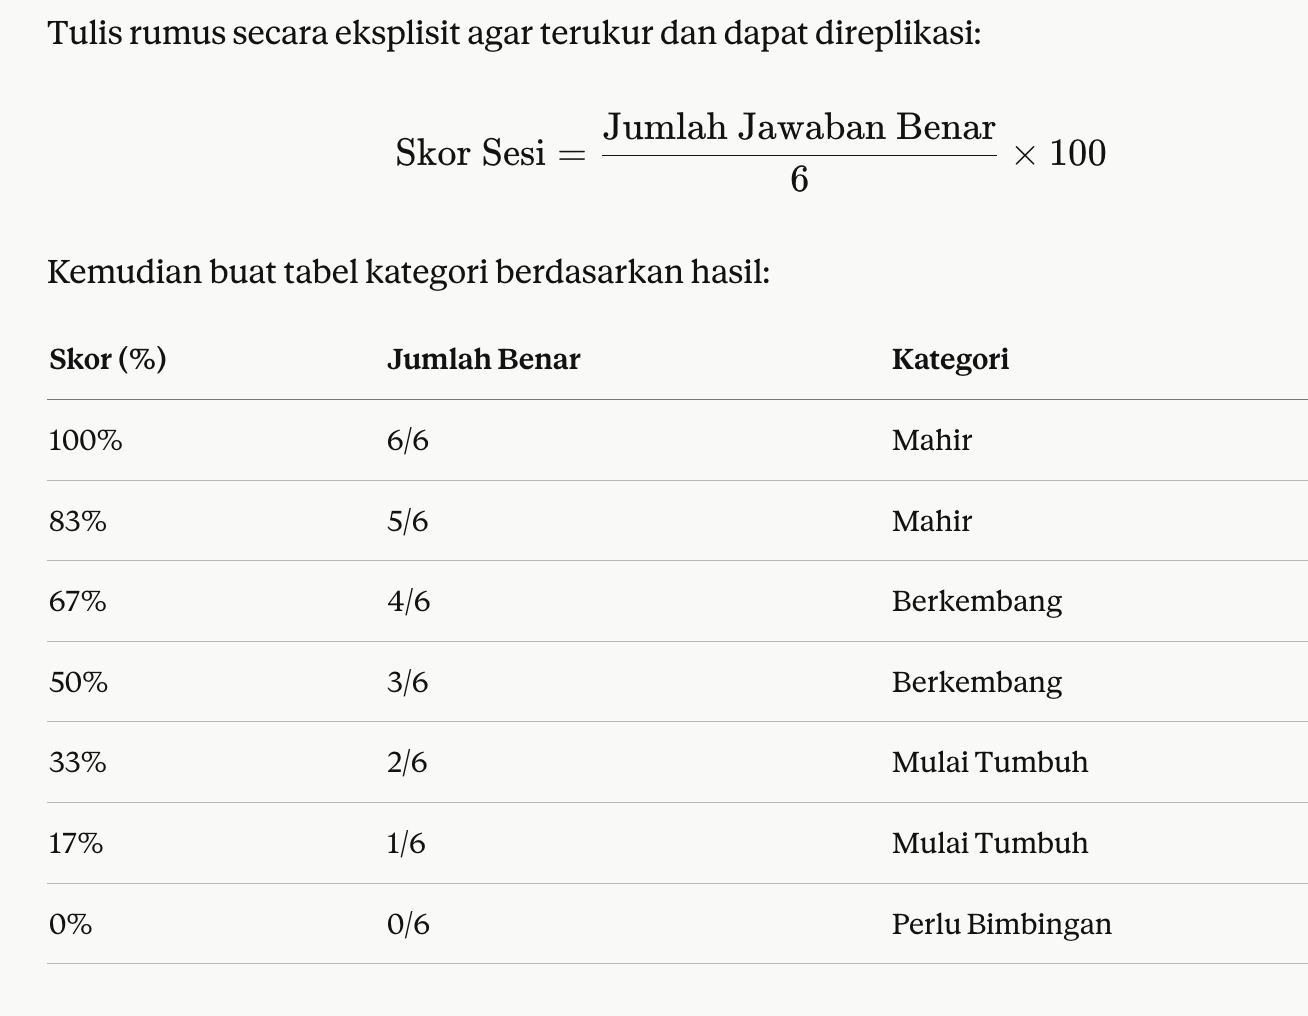 Tulis rumus secara eksplisit agar terukur dan dapat direplikasi:
Skor Sesi = Jumlah Jawaban Benar / 6 × 100
Kemudian buat tabel kategori berdasarkan hasil:
Skor (%) Jumlah Benar Kategori
100% 6/6 Mahir
83% 5/6 Mahir
67% 4/6 Berkembang
50% 3/6 Berkembang
33% 2/6 Mulai Tumbuh
17% 1/6 Mulai Tumbuh
0% 0/6 Perlu Bimbingan